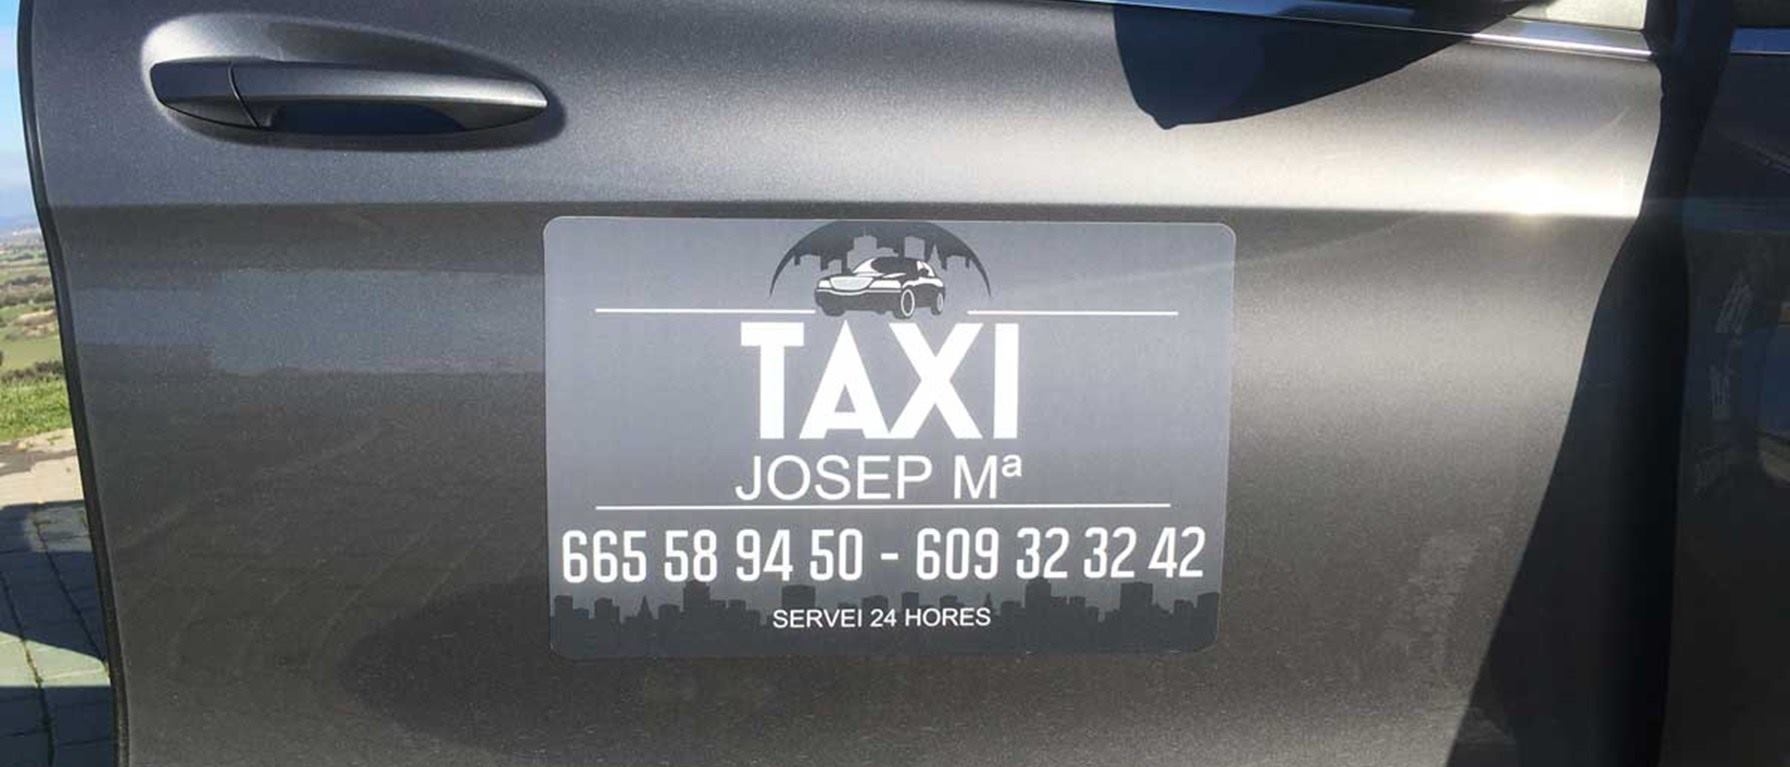 TAXI
JOSEP Mª
665 58 94 50 - 609 32 32 42
SERVEI 24 HORES